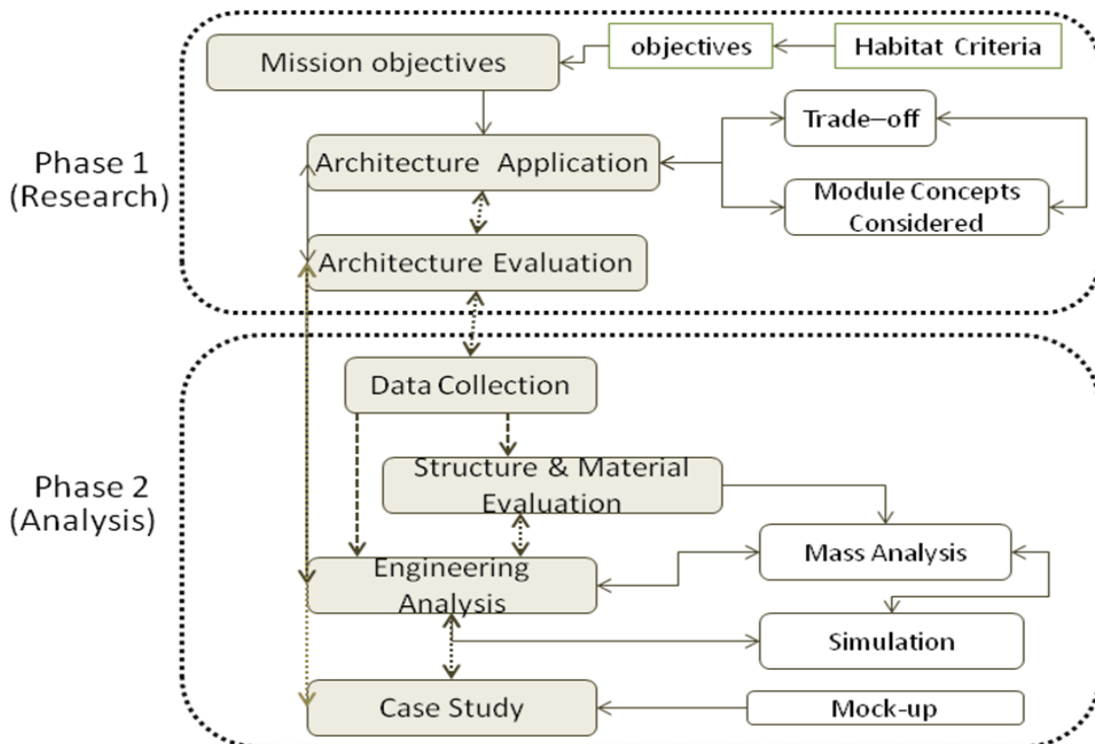 Mission objectives
objectives
Habitat Criteria
Trade–off
Phase 1
(Research)
Architecture Application
Module Concepts
Considered
Architecture Evaluation
Data Collection
Phase 2
(Analysis)
Structure & Material
Evaluation
Mass Analysis
Engineering
Analysis
Simulation
Case Study
Mock-up